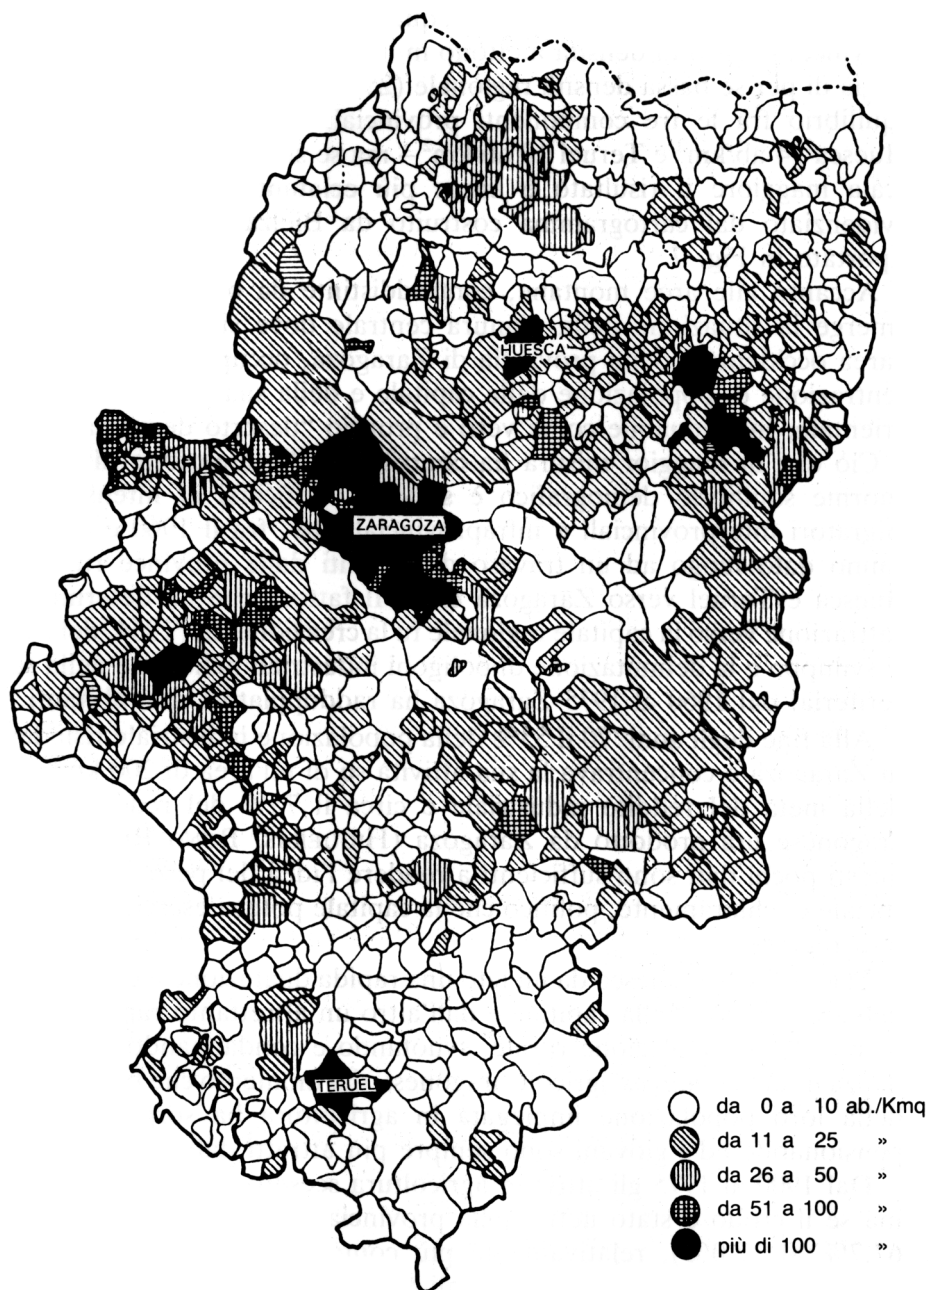 HUESCA
ZARAGOZA
TERUEL
da 0 a 10 ab./Kmq
da 11 a 25 »
da 26 a 50 »
da 51 a 100 »
più di 100 »